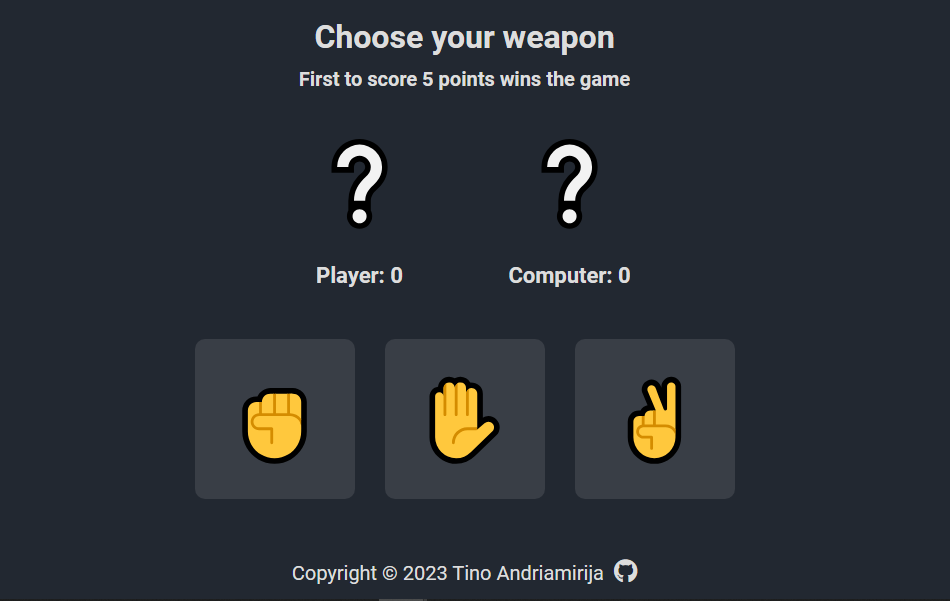 Choose your weapon
First to score 5 points wins the game
? ?
Player: 0 Computer: 0
Copyright © 2023 Tino Andriamirija